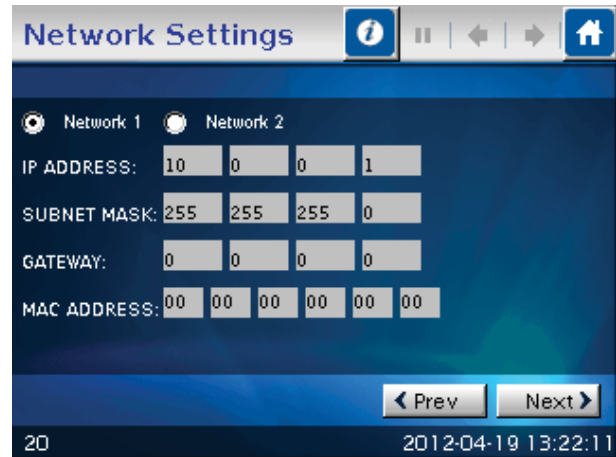 Network Settings
Network 1 Network 2
IP ADDRESS: 10 0 0 1
SUBNET MASK: 255 255 255 0
GATEWAY: 0 0 0 0
MAC ADDRESS: 00 00 00 00 00 00
Prev Next
20 2012-04-19 13:22:11